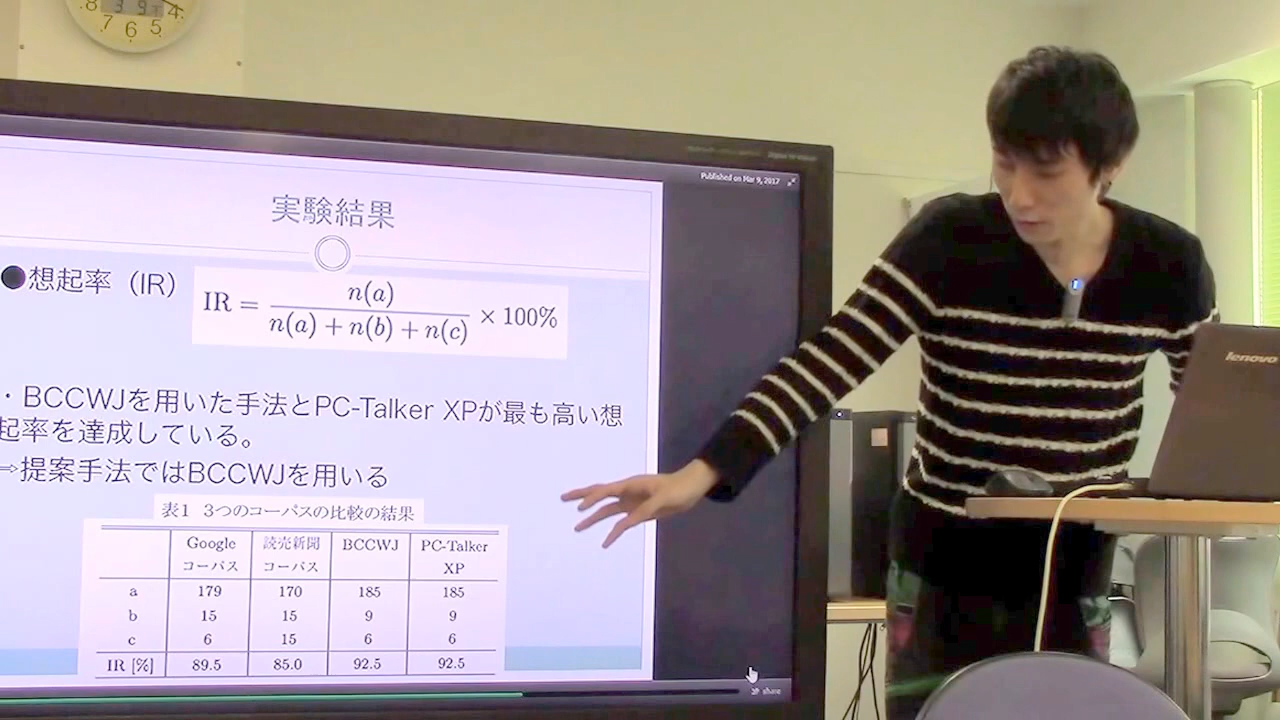 8 7 6 5 4
Published on Mar 9, 2017
実験結果
●想起率（IR）
IR = n(a) / n(a) + n(b) + n(c) × 100%
・BCCWJを用いた手法とPC-Talker XPが最も高い想
起率を達成している。
⇒提案手法ではBCCWJを用いる
表1 3つのコーパスの比較の結果
Google コーパス 読売新聞 コーパス BCCWJ PC-Talker XP
a 179 170 185 185
b 15 15 9 9
c 6 15 6 6
IR [%] 89.5 85.0 92.5 92.5
share
lenovo